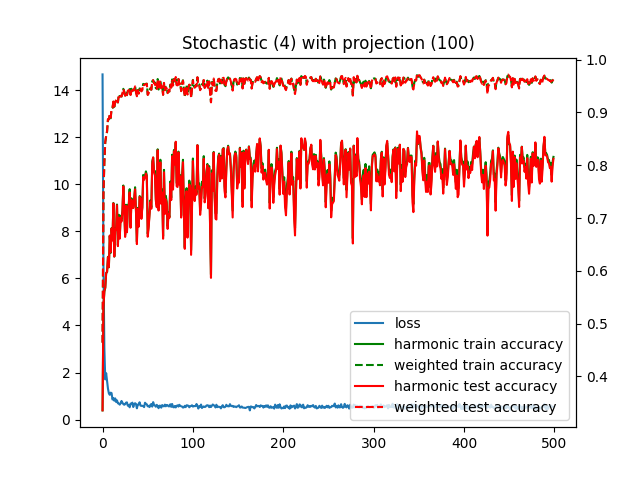 Stochastic (4) with projection (100)
14
12
10
8
6
4
2
0
1.0
0.9
0.8
0.7
0.6
0.5
0.4
loss
harmonic train accuracy
weighted train accuracy
harmonic test accuracy
weighted test accuracy
0 100 200 300 400 500